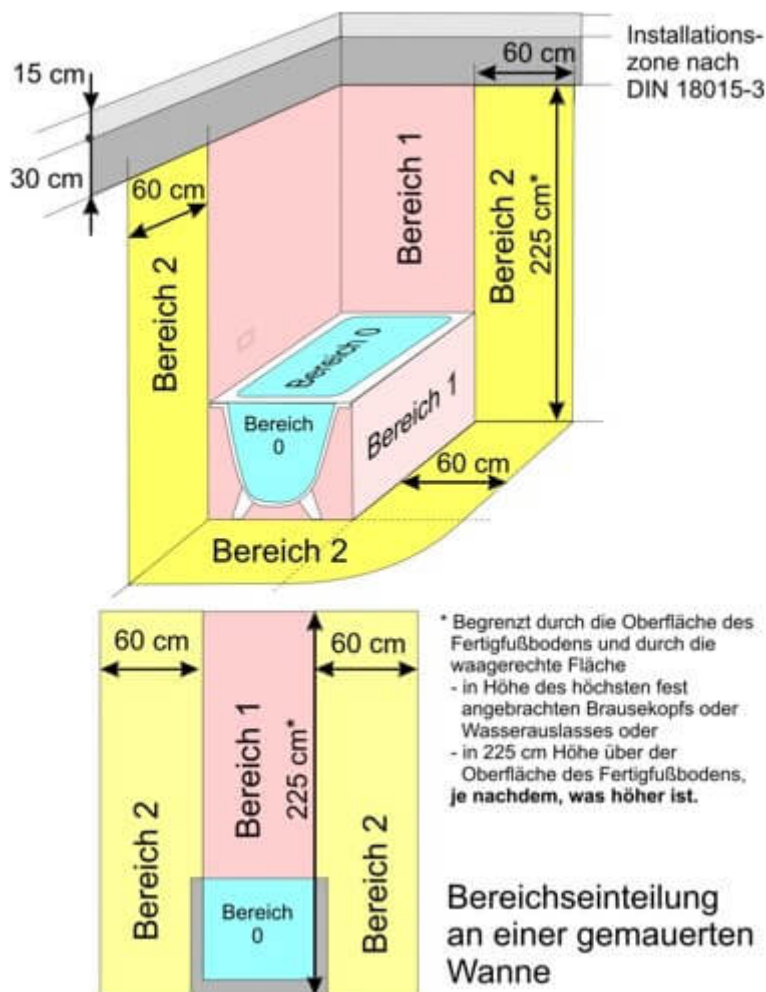 60 cm
Installations-
zone nach
DIN 18015-3
15 cm
30 cm
60 cm
Bereich 1
Bereich 2
225 cm*
Bereich 2
Bereich 0
Bereich
0
Bereich 1
60 cm
Bereich 2
60 cm
60 cm
Bereich 1
225 cm*
Bereich 2
Bereich 2
Bereich
0
* Begrenzt durch die Oberfläche des
Fertigfußbodens und durch die
waagerechte Fläche
- in Höhe des höchsten fest
angebrachten Brausekopfs oder
Wasserauslasses oder
- in 225 cm Höhe über der
Oberfläche des Fertigfußbodens,
je nachdem, was höher ist.
Bereichseinteilung
an einer gemauerten
Wanne